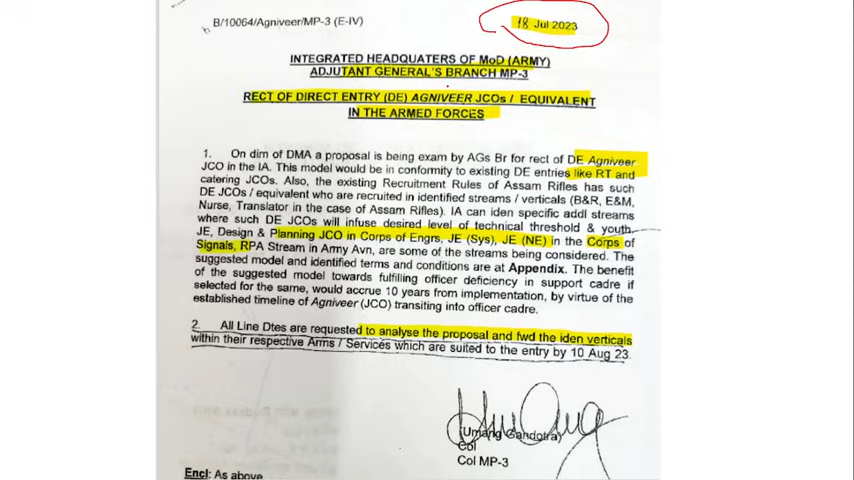 B/10064/Agniveer/MP-3 (E-IV)
18 Jul 2023
INTEGRATED HEADQUATERS OF MoD (ARMY)
ADJUTANT GENERAL'S BRANCH MP-3
RECT OF DIRECT ENTRY (DE) AGNIVEER JCOs / EQUIVALENT
IN THE ARMED FORCES
1. On dirn of DMA a proposal is being exam by AGs Br for rect of DE Agniveer
JCO in the IA. This model would be in conformity to existing DE entries like RT and
catering JCOs. Also, the existing Recruitment Rules of Assam Rifles has such
DE JCOs / equivalent who are recruited in identified streams / verticals (B&R, E&M,
Nurse, Translator in the case of Assam Rifles). IA can iden specific addl streams
where such DE JCOs will infuse desired level of technical threshold & youth.
JE, Design & Planning JCO in Corps of Engrs, JE (Sys), JE (NE) in the Corps of
Signals, RPA Stream in Army Avn, are some of the streams being considered. The
suggested model and identified terms and conditions are at Appendix. The benefit
of the suggested model towards fulfilling officer deficiency in support cadre if
selected for the same, would accrue 10 years from implementation, by virtue of the
established timeline of Agniveer (JCO) transiting into officer cadre.
2. All Line Dtes are requested to analyse the proposal and fwd the iden verticals
within their respective Arms / Services which are suited to the entry by 10 Aug 23.
(Umang Gandotra)
Col
Col MP-3
Encl: As above